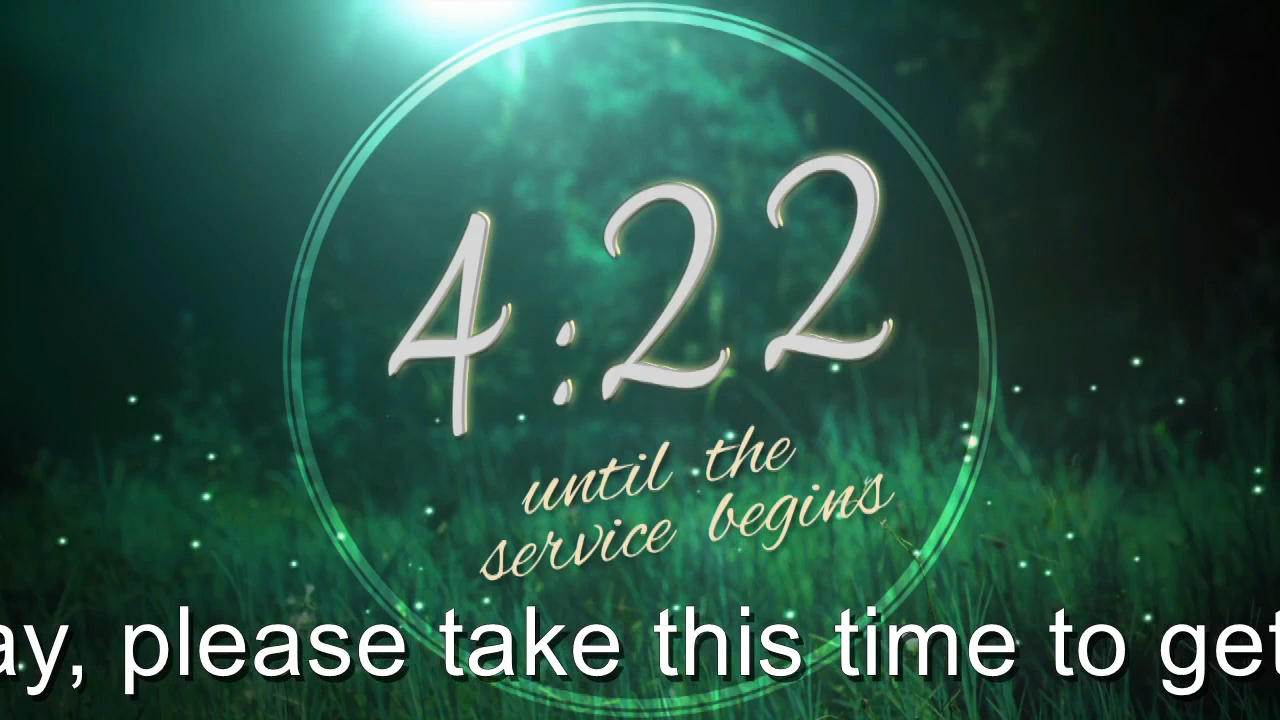 4:22
until the
service begins
ay, please take this time to get